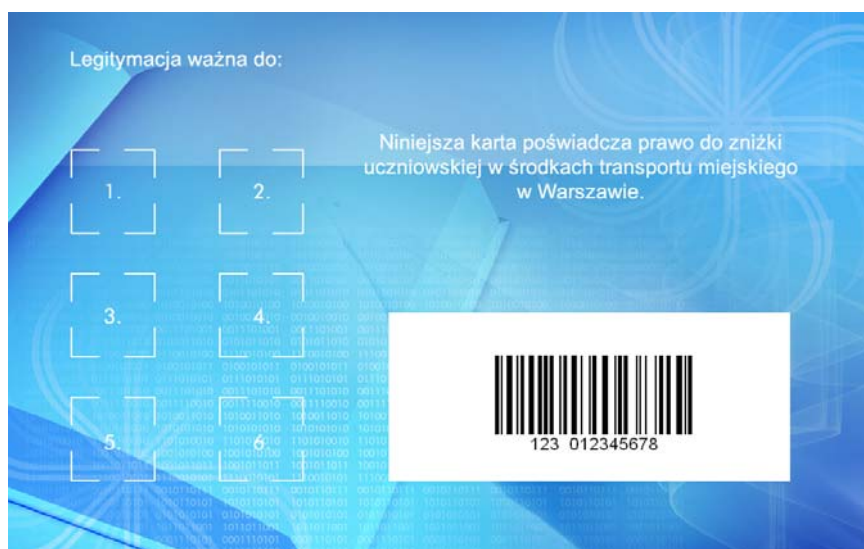 Legitymacja ważna do:
Niniejsza karta poświadcza prawo do zniżki
uczniowskiej w środkach transportu miejskiego
w Warszawie.
1. 2.
3. 4.
5. 6.
123 012345678